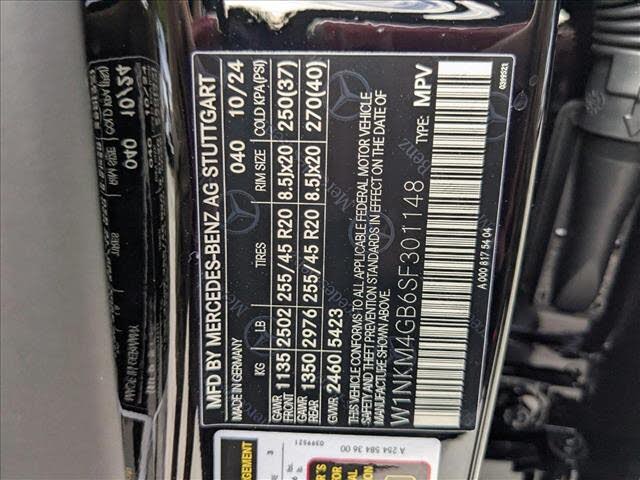 MFD BY MERCEDES-BENZ AG STUTTGART
MADE IN GERMANY 040 10/24
KG LB TIRES RIM SIZE COLD KPA (PSI)
GAWR FRONT 1135 2502 255/45 R20 8.5Jx20 250(37)
GAWR REAR 1350 2976 255/45 R20 8.5Jx20 270(40)
GVWR 2460 5423
THIS VEHICLE CONFORMS TO ALL APPLICABLE FEDERAL MOTOR VEHICLE
SAFETY AND THEFT PREVENTION STANDARDS IN EFFECT ON THE DATE OF
MANUFACTURE SHOWN ABOVE.
W1NKM4GB6SF301148 TYPE: MPV
A 000 817 54 04
0399521
A 254 584 36 00
0399521
3